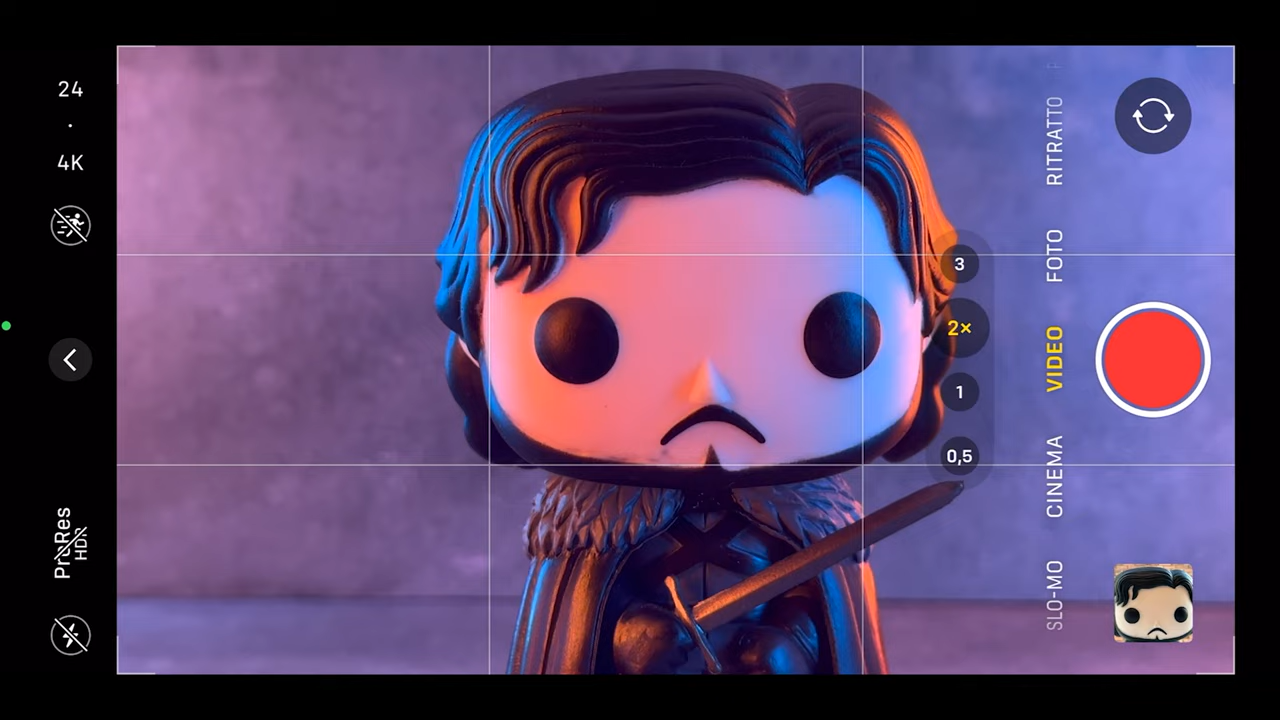 24
4K
ProRes
HDR
3
2×
1
0,5
RITRATTO
FOTO
VIDEO
CINEMA
SLO-MO